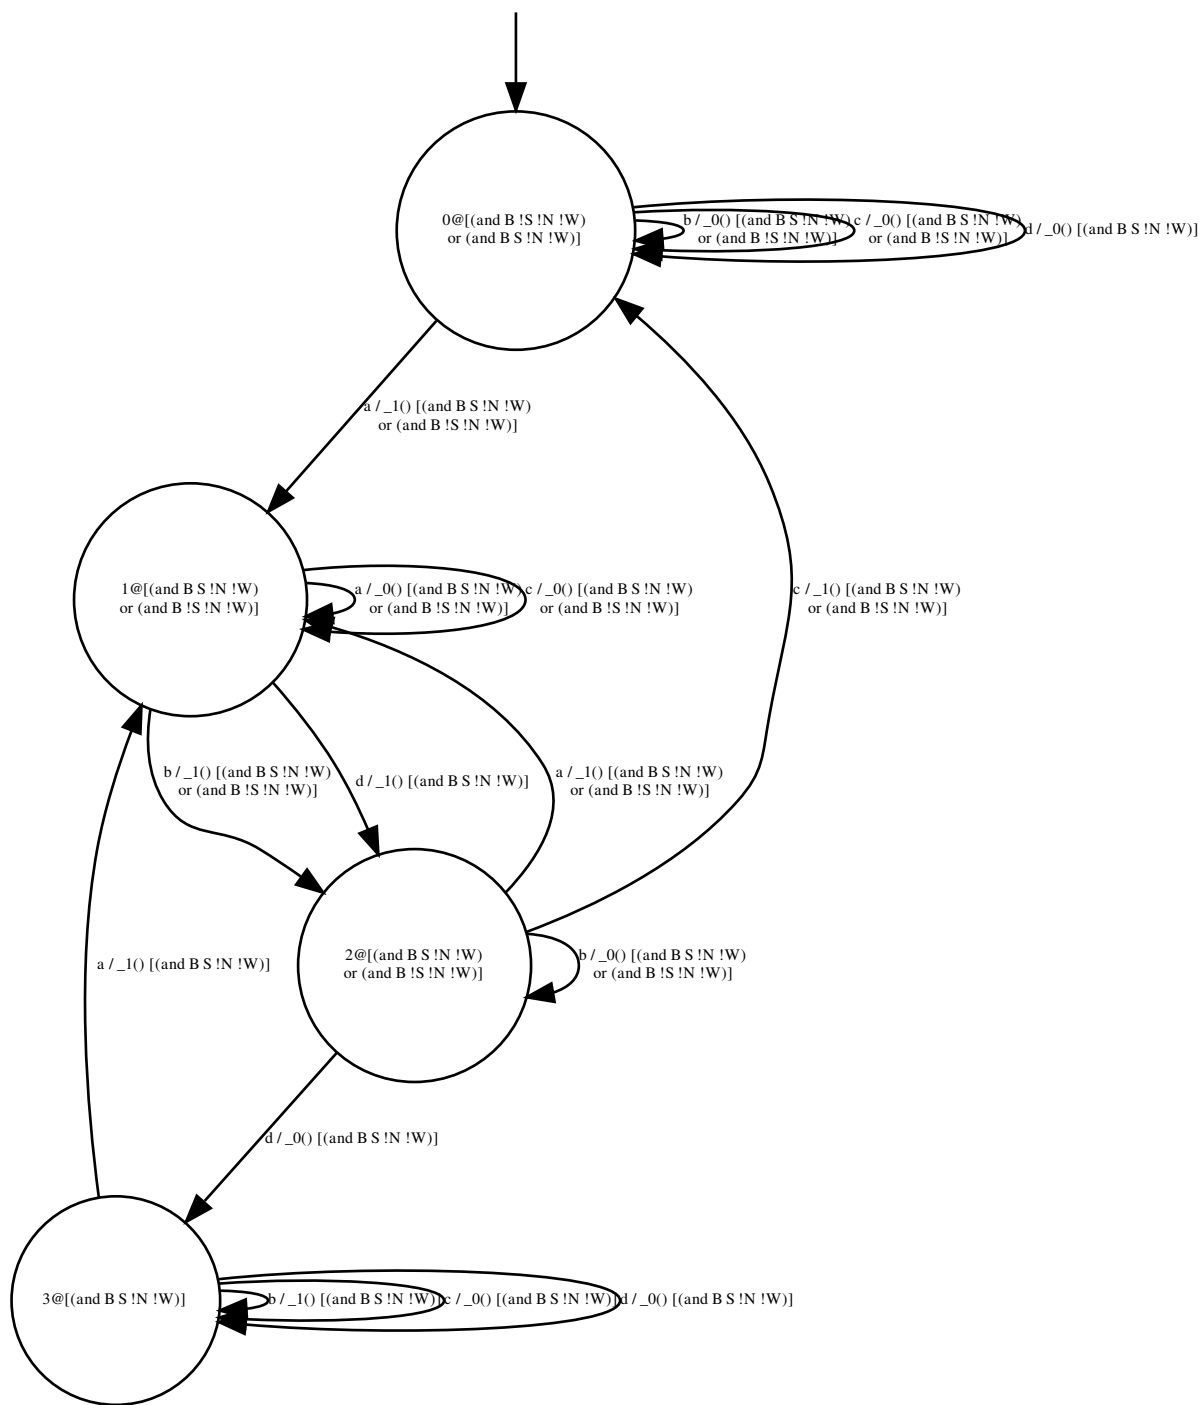 0@[(and B !S !N !W)
or (and B S !N !W)]
b / _0() [(and B S !N !W)
or (and B !S !N !W)]
c / _0() [(and B S !N !W)
or (and B !S !N !W)]
d / _0() [(and B S !N !W)]
a / _1() [(and B S !N !W)
or (and B !S !N !W)]
1@[(and B S !N !W)
or (and B !S !N !W)]
a / _0() [(and B S !N !W)
or (and B !S !N !W)]
c / _0() [(and B S !N !W)
or (and B !S !N !W)]
c / _1() [(and B S !N !W)
or (and B !S !N !W)]
b / _1() [(and B S !N !W)
or (and B !S !N !W)]
d / _1() [(and B S !N !W)]
a / _1() [(and B S !N !W)
or (and B !S !N !W)]
a / _1() [(and B S !N !W)]
2@[(and B S !N !W)
or (and B !S !N !W)]
b / _0() [(and B S !N !W)
or (and B !S !N !W)]
d / _0() [(and B S !N !W)]
3@[(and B S !N !W)]
b / _1() [(and B S !N !W)]
c / _0() [(and B S !N !W)]
d / _0() [(and B S !N !W)]